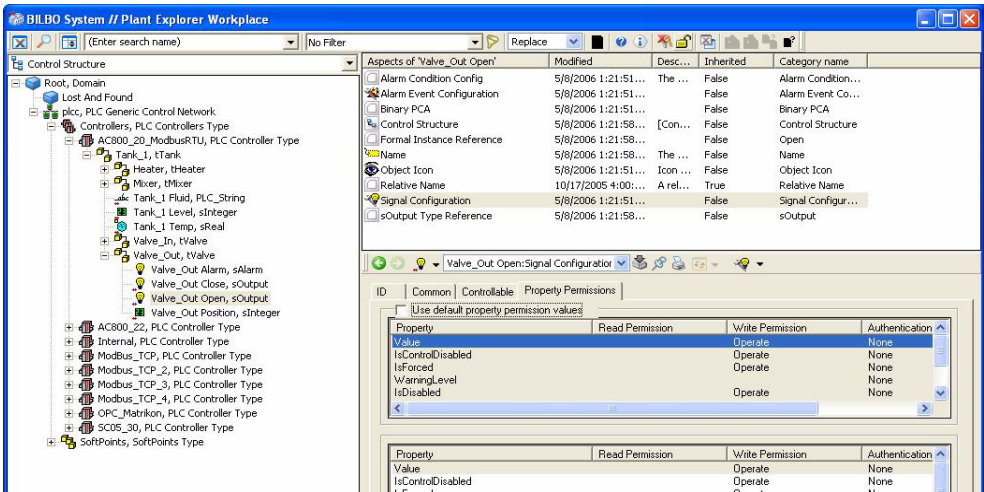 BILBO System // Plant Explorer Workplace
(Enter search name) No Filter Replace
Control Structure
Root, Domain
Lost And Found
plcc, PLC Generic Control Network
Controllers, PLC Controllers Type
AC800_20_ModbusRTU, PLC Controller Type
Tank_1, tTank
Heater, tHeater
Mixer, tMixer
Tank_1 Fluid, PLC_String
Tank_1 Level, sInteger
Tank_1 Temp, sReal
Valve_In, tValve
Valve_Out, tValve
Valve_Out Alarm, sAlarm
Valve_Out Close, sOutput
Valve_Out Open, sOutput
Valve_Out Position, sInteger
AC800_22, PLC Controller Type
Internal, PLC Controller Type
ModBus_TCP, PLC Controller Type
Modbus_TCP_2, PLC Controller Type
Modbus_TCP_3, PLC Controller Type
Modbus_TCP_4, PLC Controller Type
OPC_Matrikon, PLC Controller Type
SC05_30, PLC Controller Type
SoftPoints, SoftPoints Type
Aspects of 'Valve_Out Open' Modified Desc... Inherited Category name
Alarm Condition Config 5/8/2006 1:21:51... The ... False Alarm Condition...
Alarm Event Configuration 5/8/2006 1:21:51... False Alarm Event Co...
Binary PCA 5/8/2006 1:21:51... False Binary PCA
Control Structure 5/8/2006 1:21:58... [Con... False Control Structure
Formal Instance Reference 5/8/2006 1:21:58... False Open
Name 5/8/2006 1:21:58... The ... False Name
Object Icon 5/8/2006 1:21:51... Icon ... False Object Icon
Relative Name 10/17/2005 4:00:... A rel... True Relative Name
Signal Configuration 5/8/2006 1:21:51... False Signal Configur...
sOutput Type Reference 5/8/2006 1:21:58... False sOutput
Valve_Out Open:Signal Configuration
ID Common Controllable Property Permissions
Use default property permission values
Property Read Permission Write Permission Authentication
Value Operate None
IsControlDisabled Operate None
IsForced Operate None
WarningLevel None
IsDisabled Operate None
Property Read Permission Write Permission Authentication
Value Operate None
IsControlDisabled Operate None